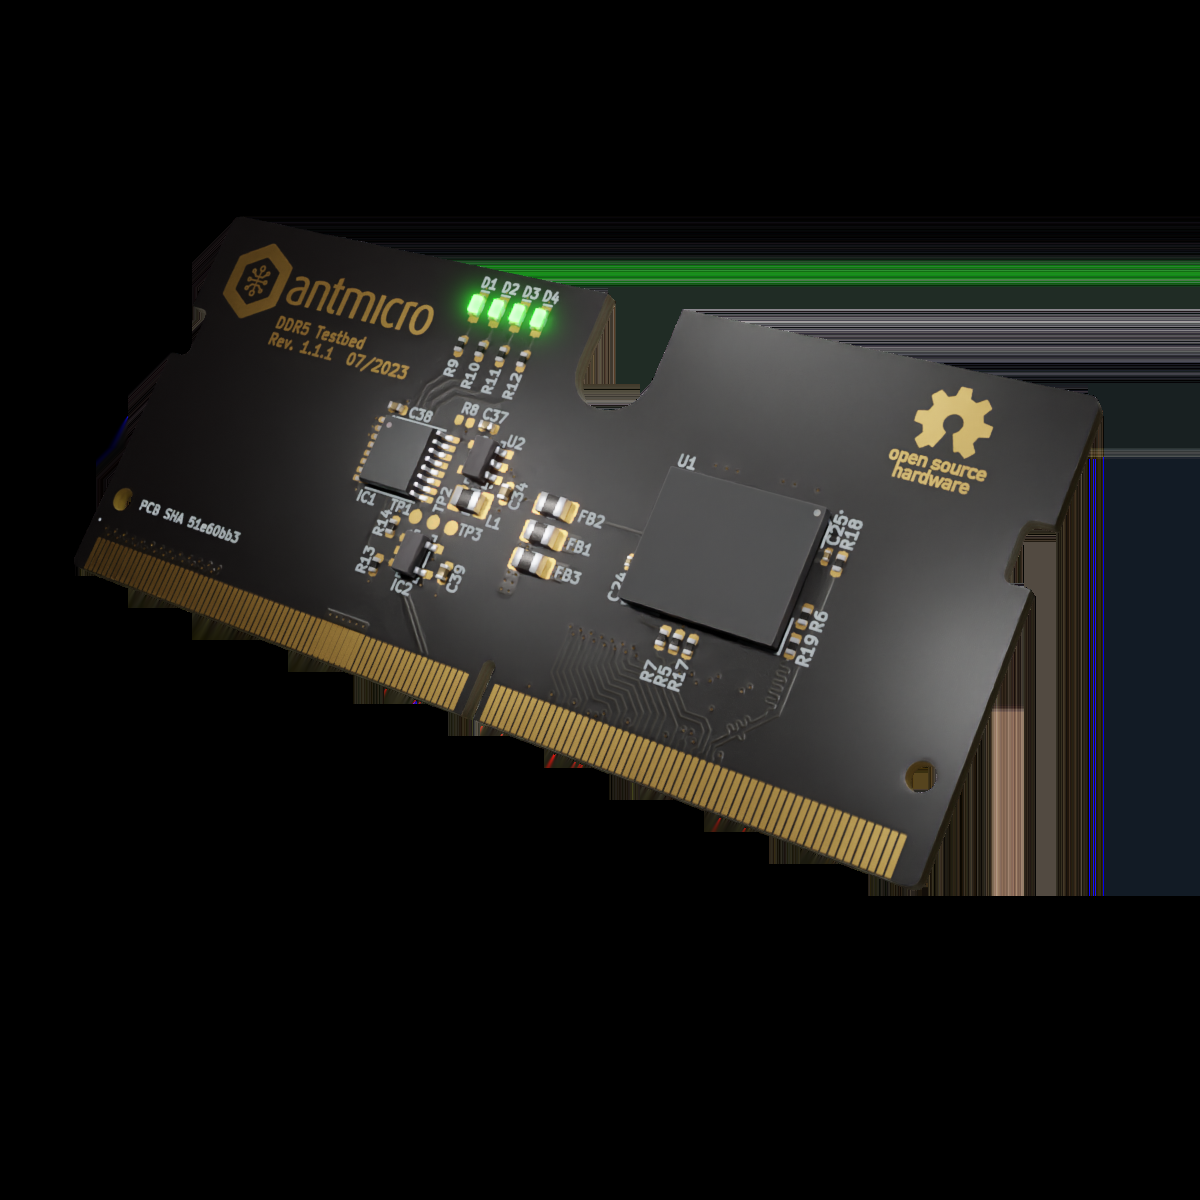 antmicro
DDR5 Testbed
Rev. 1.1.1 07/2023
D1 D2 D3 D4
R9 R10 R11 R12
C38
R8 C37
U2
IC1
TP1 TP2
L1
C34
R14
TP3
R13
IC2
C39
FB2
FB1
FB3
U1
C24
C25
R18
R6
R19
R7
R5
R17
open source
hardware
PCB SHA 51e60bb3